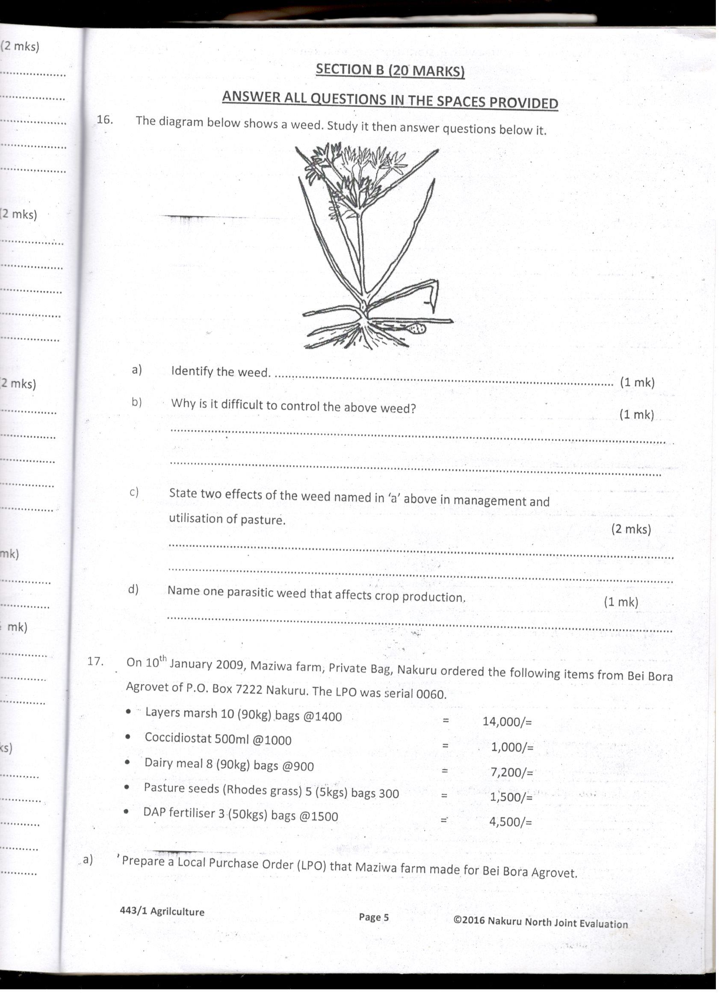 (2 mks)
(2 mks)
2 mks)
mk)
mk)
ks)
SECTION B (20 MARKS)
ANSWER ALL QUESTIONS IN THE SPACES PROVIDED
16. The diagram below shows a weed. Study it then answer questions below it.
a) Identify the weed. ........................ (1 mk)
b) Why is it difficult to control the above weed? (1 mk)
c) State two effects of the weed named in ‘a’ above in management and
utilisation of pasture. (2 mks)
d) Name one parasitic weed that affects crop production. (1 mk)
17. On 10th January 2009, Maziwa farm, Private Bag, Nakuru ordered the following items from Bei Bora
Agrovet of P.O. Box 7222 Nakuru. The LPO was serial 0060.
• Layers marsh 10 (90kg) bags @1400 = 14,000/=
• Coccidiostat 500ml @1000 = 1,000/=
• Dairy meal 8 (90kg) bags @900 = 7,200/=
• Pasture seeds (Rhodes grass) 5 (5kgs) bags 300 = 1,500/=
• DAP fertiliser 3 (50kgs) bags @1500 = 4,500/=
a) Prepare a Local Purchase Order (LPO) that Maziwa farm made for Bei Bora Agrovet.
443/1 Agrilculture Page 5 ©2016 Nakuru North Joint Evaluation